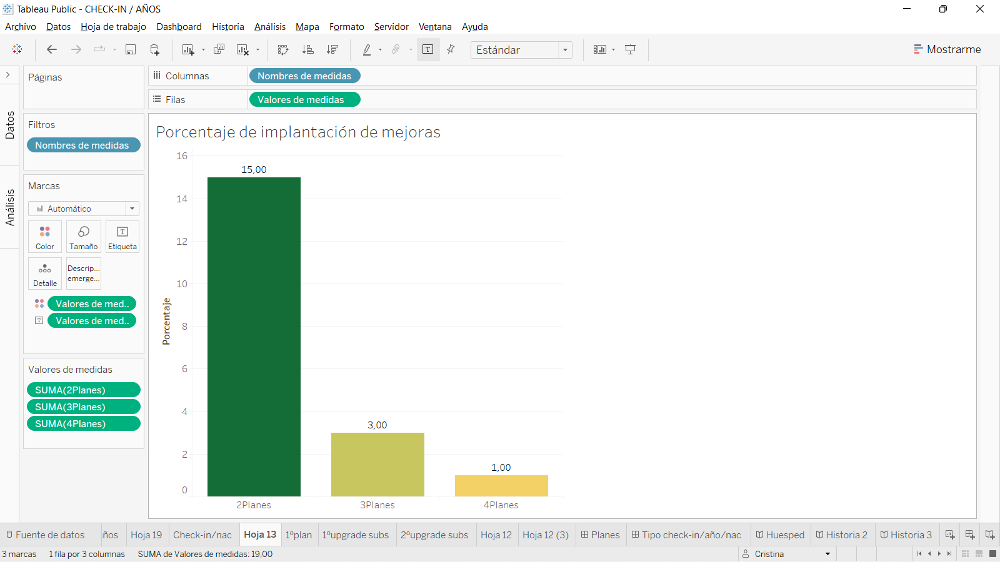 Tableau Public - CHECK-IN / AÑOS
Archivo Datos Hoja de trabajo Dashboard Historia Análisis Mapa Formato Servidor Ventana Ayuda
Estándar
Mostrarme
Datos
Análisis
Páginas
Filtros
Nombres de medidas
Marcas
Automático
Color Tamaño Etiqueta
Detalle Descrip... emerge...
Valores de med..
Valores de med..
Valores de medidas
SUMA(2Planes)
SUMA(3Planes)
SUMA(4Planes)
Columnas Nombres de medidas
Filas Valores de medidas
Porcentaje de implantación de mejoras
Porcentaje
16
14
12
10
8
6
4
2
0
15,00
3,00
1,00
2Planes 3Planes 4Planes
Fuente de datos ños Hoja 19 Check-in/nac Hoja 13 1ºplan 1ºupgrade subs 2ºupgrade subs Hoja 12 Hoja 12 (3) Planes Tipo check-in/año/nac Huesped Historia 2 Historia 3
3 marcas 1 fila por 3 columnas SUMA de Valores de medidas: 19,00 Cristina